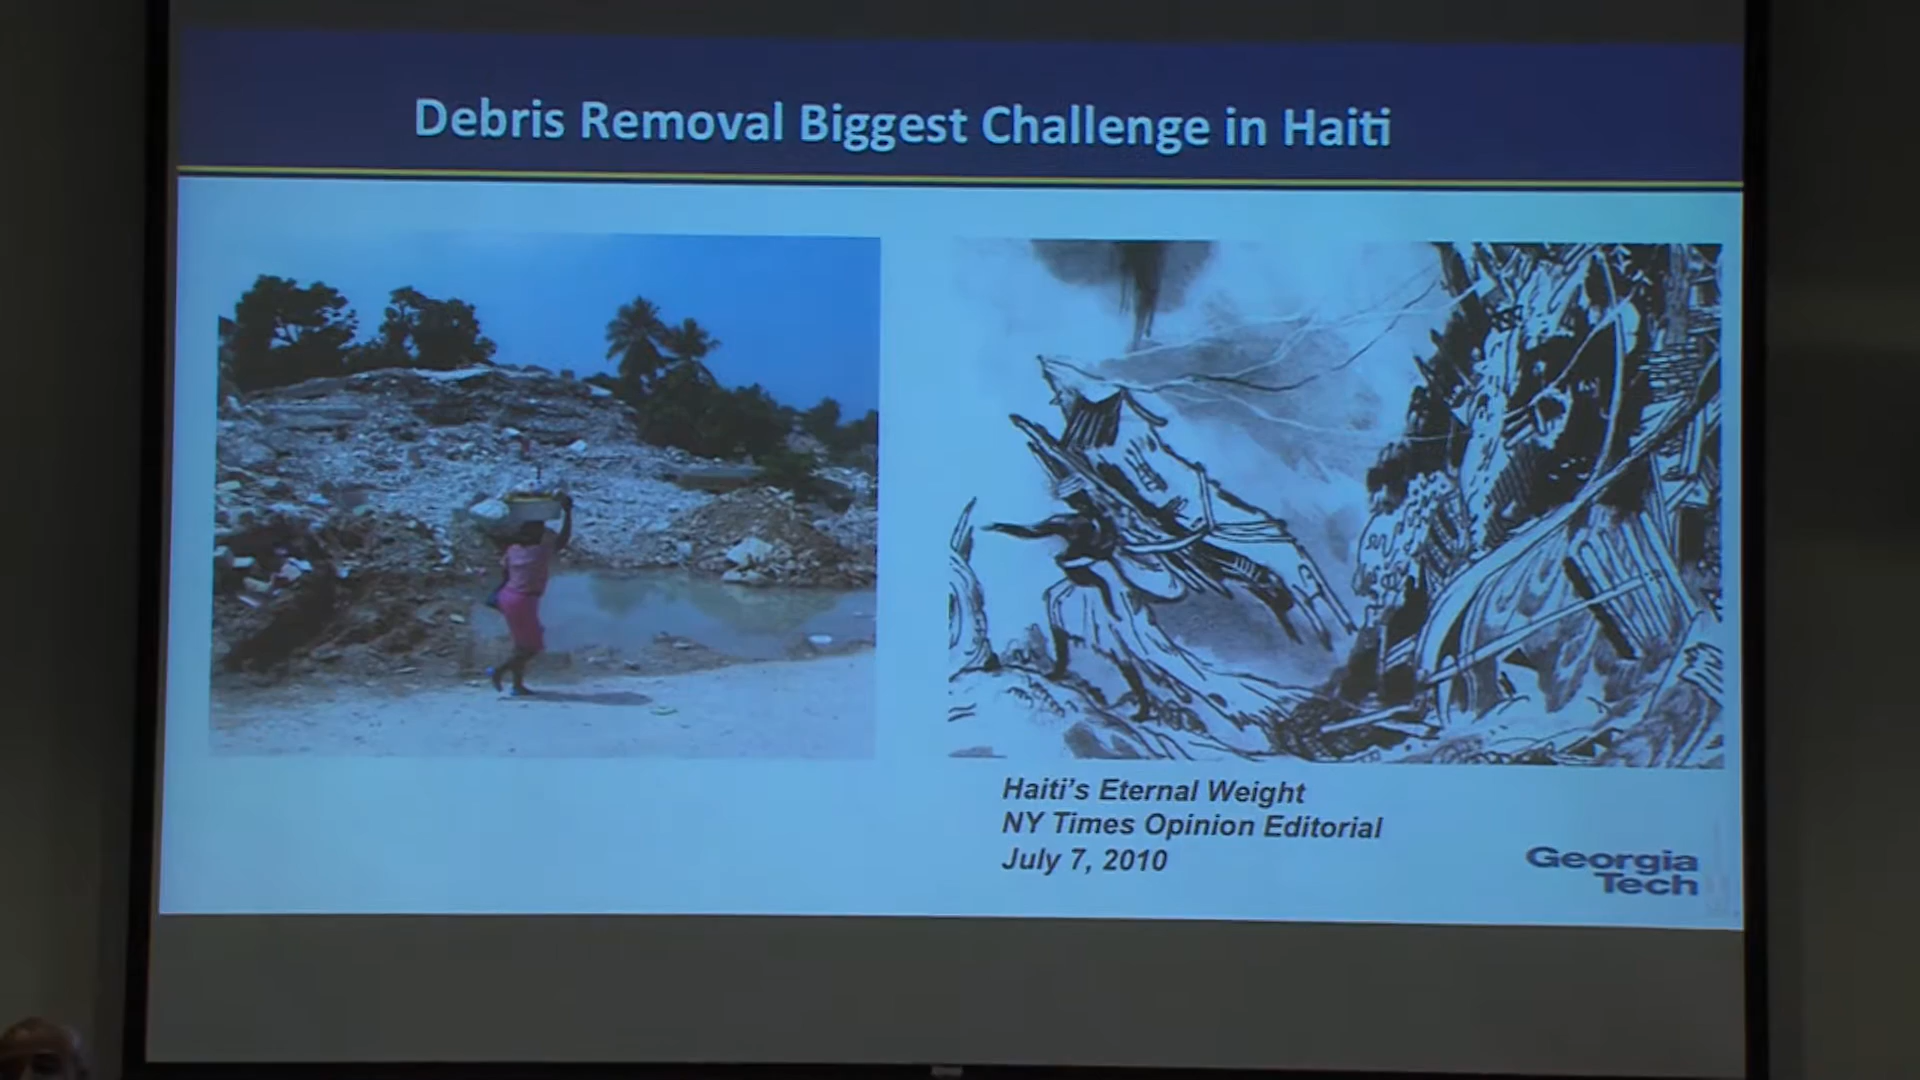 Debris Removal Biggest Challenge in Haiti
Haiti's Eternal Weight
NY Times Opinion Editorial
July 7, 2010
Georgia
Tech